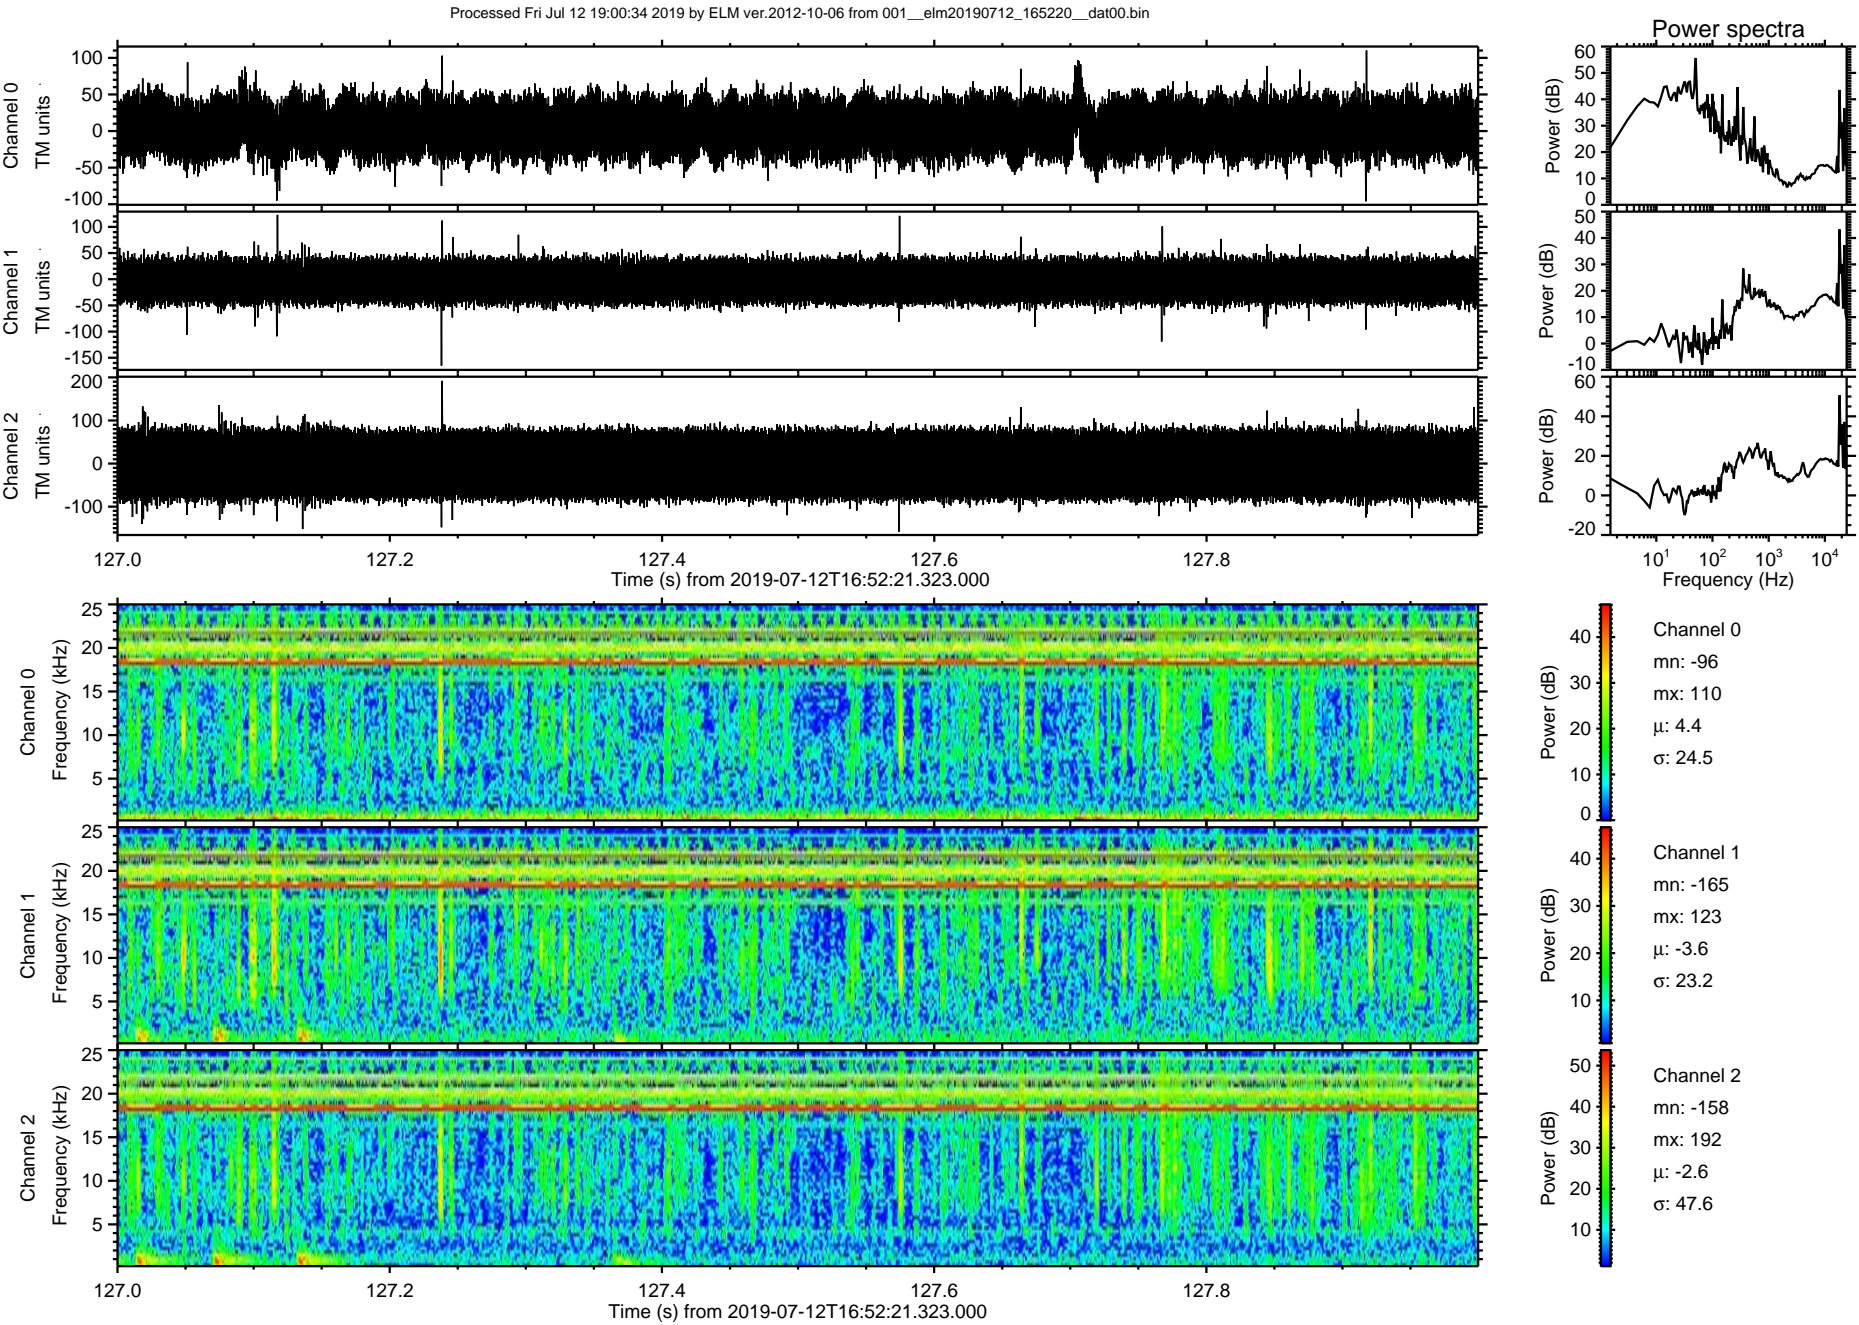 Processed Fri Jul 12 19:00:34 2019 by ELM ver.2012-10-06 from 001__elm20190712_165220__dat00.bin
Power spectra
Channel 0
TM units
100
50
0
-50
-100
Power (dB)
60
50
40
30
20
10
0
Channel 1
TM units
100
50
0
-50
-100
-150
Power (dB)
50
40
30
20
10
0
-10
Channel 2
TM units
200
100
0
-100
Power (dB)
60
40
20
0
-20
127.0 127.2 127.4 127.6 127.8
Time (s) from 2019-07-12T16:52:21.323.000
10¹ 10² 10³ 10⁴
Frequency (Hz)
Channel 0
Frequency (kHz)
25
20
15
10
5
Power (dB)
40
30
20
10
0
Channel 0
mn: -96
mx: 110
μ: 4.4
σ: 24.5
Channel 1
Frequency (kHz)
25
20
15
10
5
Power (dB)
40
30
20
10
Channel 1
mn: -165
mx: 123
μ: -3.6
σ: 23.2
Channel 2
Frequency (kHz)
25
20
15
10
5
Power (dB)
50
40
30
20
10
Channel 2
mn: -158
mx: 192
μ: -2.6
σ: 47.6
127.0 127.2 127.4 127.6 127.8
Time (s) from 2019-07-12T16:52:21.323.000